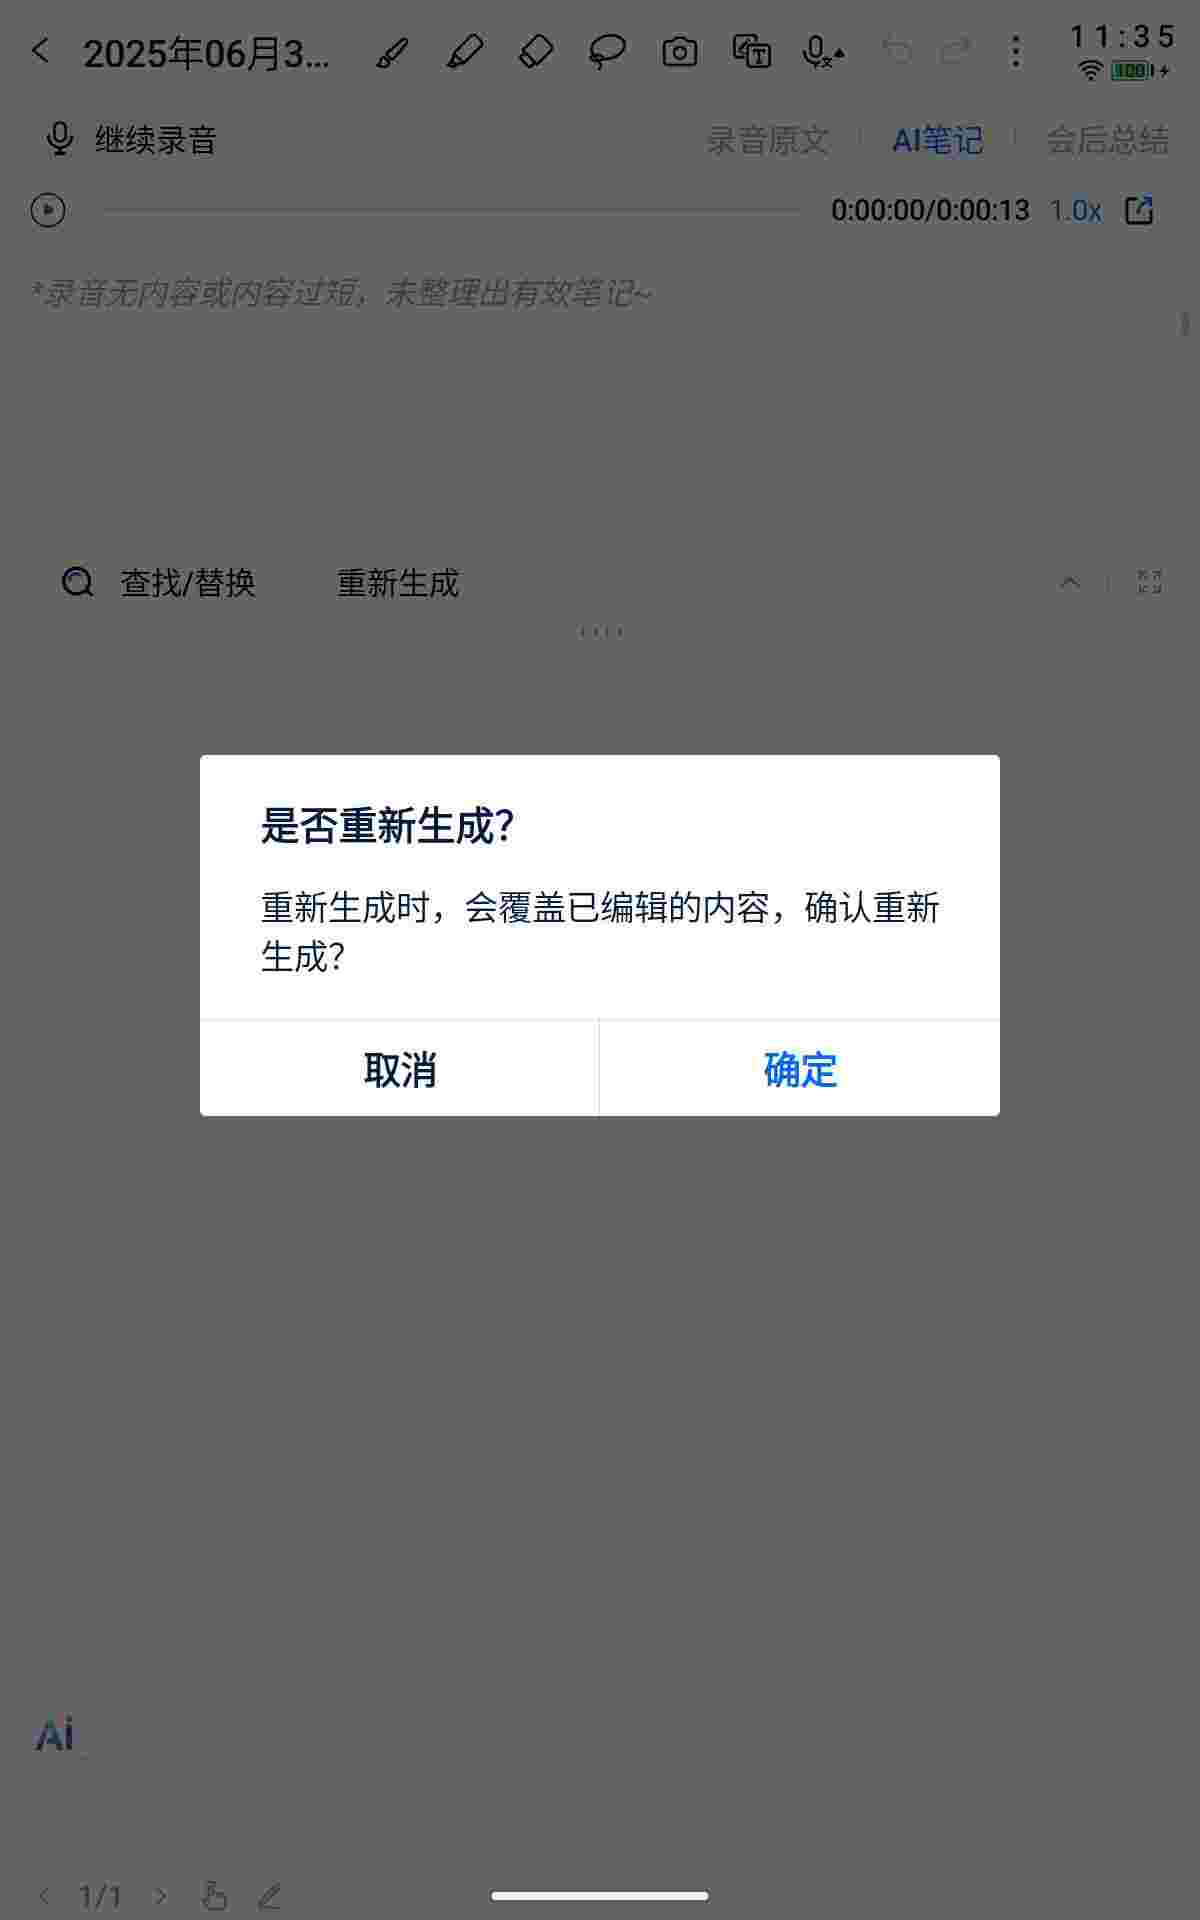 2025年06月3...
11:35
100
继续录音
录音原文
AI笔记
会后总结
0:00:00/0:00:13
1.0x
*录音无内容或内容过短，未整理出有效笔记~
查找/替换
重新生成
是否重新生成？
重新生成时，会覆盖已编辑的内容，确认重新
生成？
取消
确定
Ai
1/1